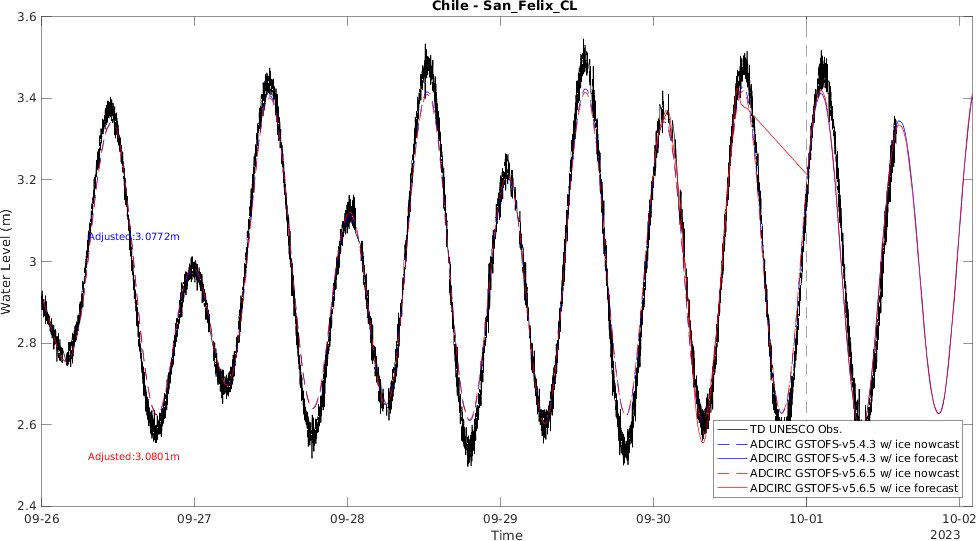 Chile - San_Felix_CL
Water Level (m)
3.6
3.4
3.2
3
2.8
2.6
2.4
Adjusted:3.0772m
Adjusted:3.0801m
TD UNESCO Obs.
ADCIRC GSTOFS-v5.4.3 w/ ice nowcast
ADCIRC GSTOFS-v5.4.3 w/ ice forecast
ADCIRC GSTOFS-v5.6.5 w/ ice nowcast
ADCIRC GSTOFS-v5.6.5 w/ ice forecast
09-26 09-27 09-28 09-29 09-30 10-01 10-02
Time
2023